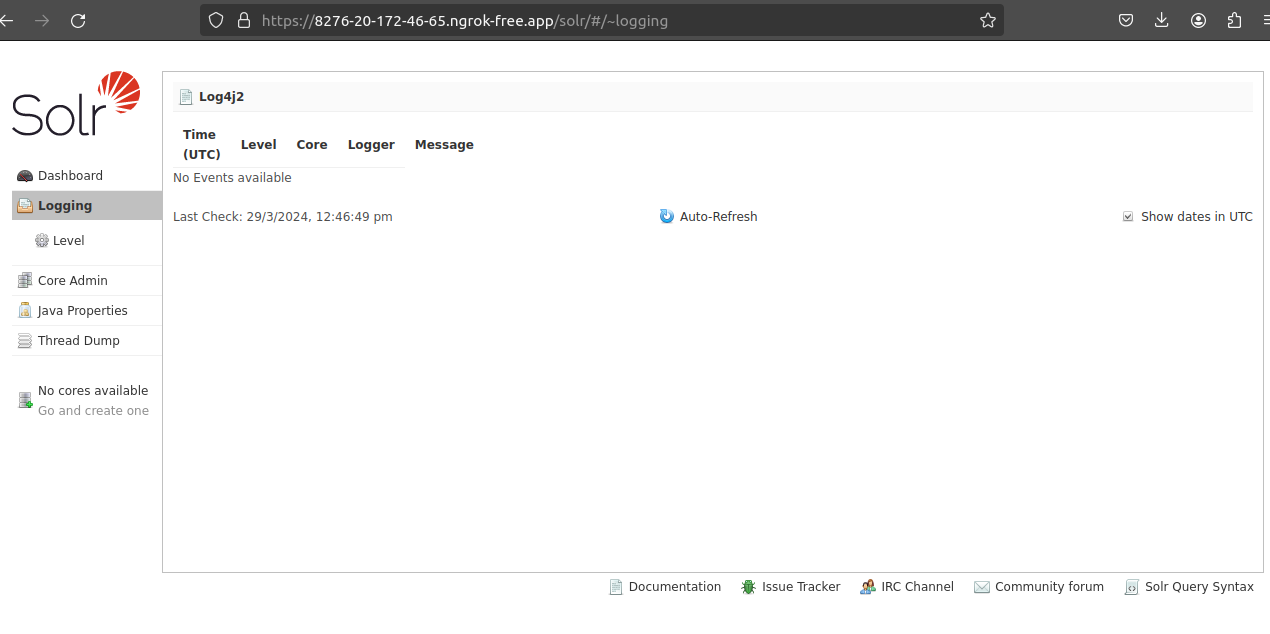 https://8276-20-172-46-65.ngrok-free.app/solr/#/~logging
Solr
Dashboard
Logging
Level
Core Admin
Java Properties
Thread Dump
No cores available
Go and create one
Log4j2
Time (UTC) Level Core Logger Message
No Events available
Last Check: 29/3/2024, 12:46:49 pm Auto-Refresh Show dates in UTC
Documentation Issue Tracker IRC Channel Community forum Solr Query Syntax